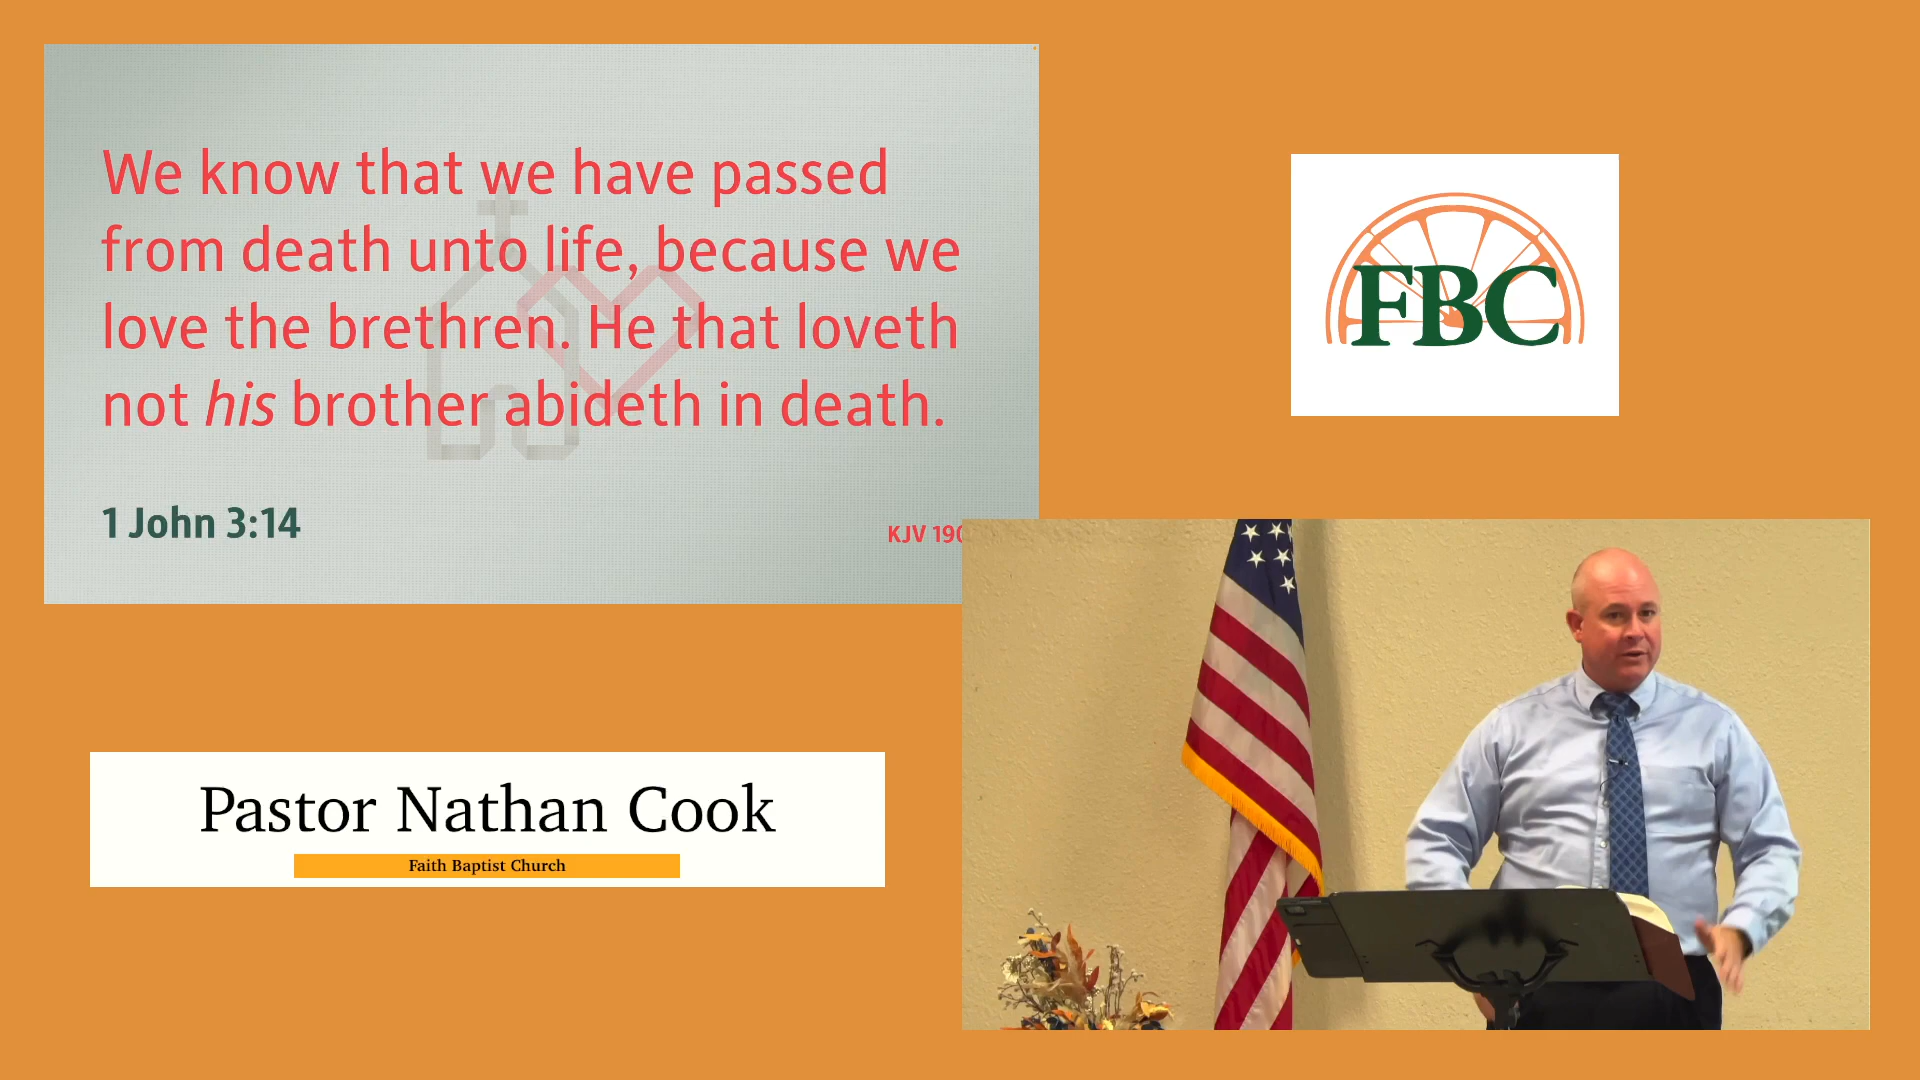 We know that we have passed
from death unto life, because we
love the brethren. He that loveth
not his brother abideth in death.
1 John 3:14
KJV
FBC
Pastor Nathan Cook
Faith Baptist Church